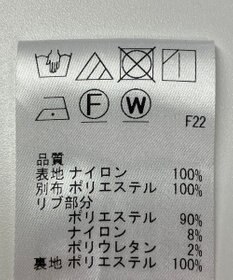 F W
F22
品質
表地 ナイロン 100%
別布 ポリエステル 100%
リブ部分
ポリエステル 90%
ナイロン 8%
ポリウレタン 2%
裏地 ポリエステル 100%